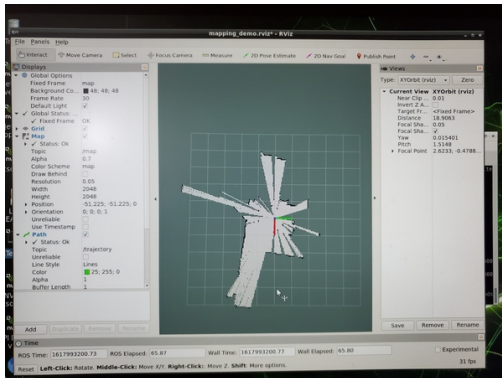 mapping_demo.rviz* - RViz
File Panels Help
Interact Move Camera Select Focus Camera Measure 2D Pose Estimate 2D Nav Goal Publish Point
Displays
Global Options
Fixed Frame map
Background Co... 48; 48; 48
Frame Rate 30
Default Light
Global Status: ...
Fixed Frame OK
Grid
Map
Status: Ok
Topic /map
Alpha 0.7
Color Scheme map
Draw Behind
Resolution 0.05
Width 2048
Height 2048
Position -51.225; -51.225; 0
Orientation 0; 0; 0; 1
Unreliable
Use Timestamp
Path
Status: Ok
Topic /trajectory
Unreliable
Line Style Lines
Color 25; 255; 0
Alpha 1
Buffer Length 1
Add Duplicate Remove Rename
Views
Type: XYOrbit (rviz) Zero
Current View XYOrbit (rviz)
Near Clip ... 0.01
Invert Z A...
Target Fr... <Fixed Frame>
Distance 18.9063
Focal Sha... 0.05
Focal Sha...
Yaw 0.015401
Pitch 1.5148
Focal Point 2.6233; -0.4788...
Save Remove Rename
Time
ROS Time: 1617993200.73 ROS Elapsed: 65.87 Wall Time: 1617993200.77 Wall Elapsed: 65.80 Experimental
Reset Left-Click: Rotate. Middle-Click: Move X/Y. Right-Click: Move Z. Shift: More options. 31 fps